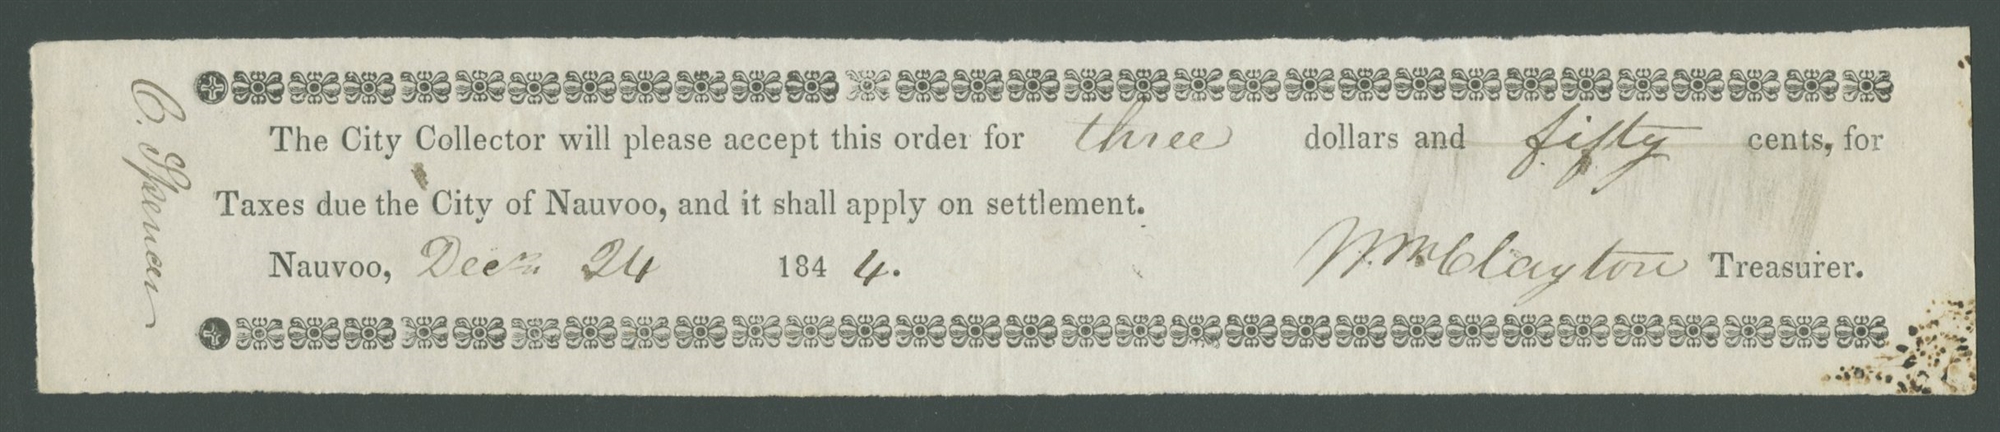 The City Collector will please accept this order for three dollars and fifty cents, for
Taxes due the City of Nauvoo, and it shall apply on settlement.
Nauvoo, Decr. 24 1844. Wm. Clayton Treasurer.
O. Spencer